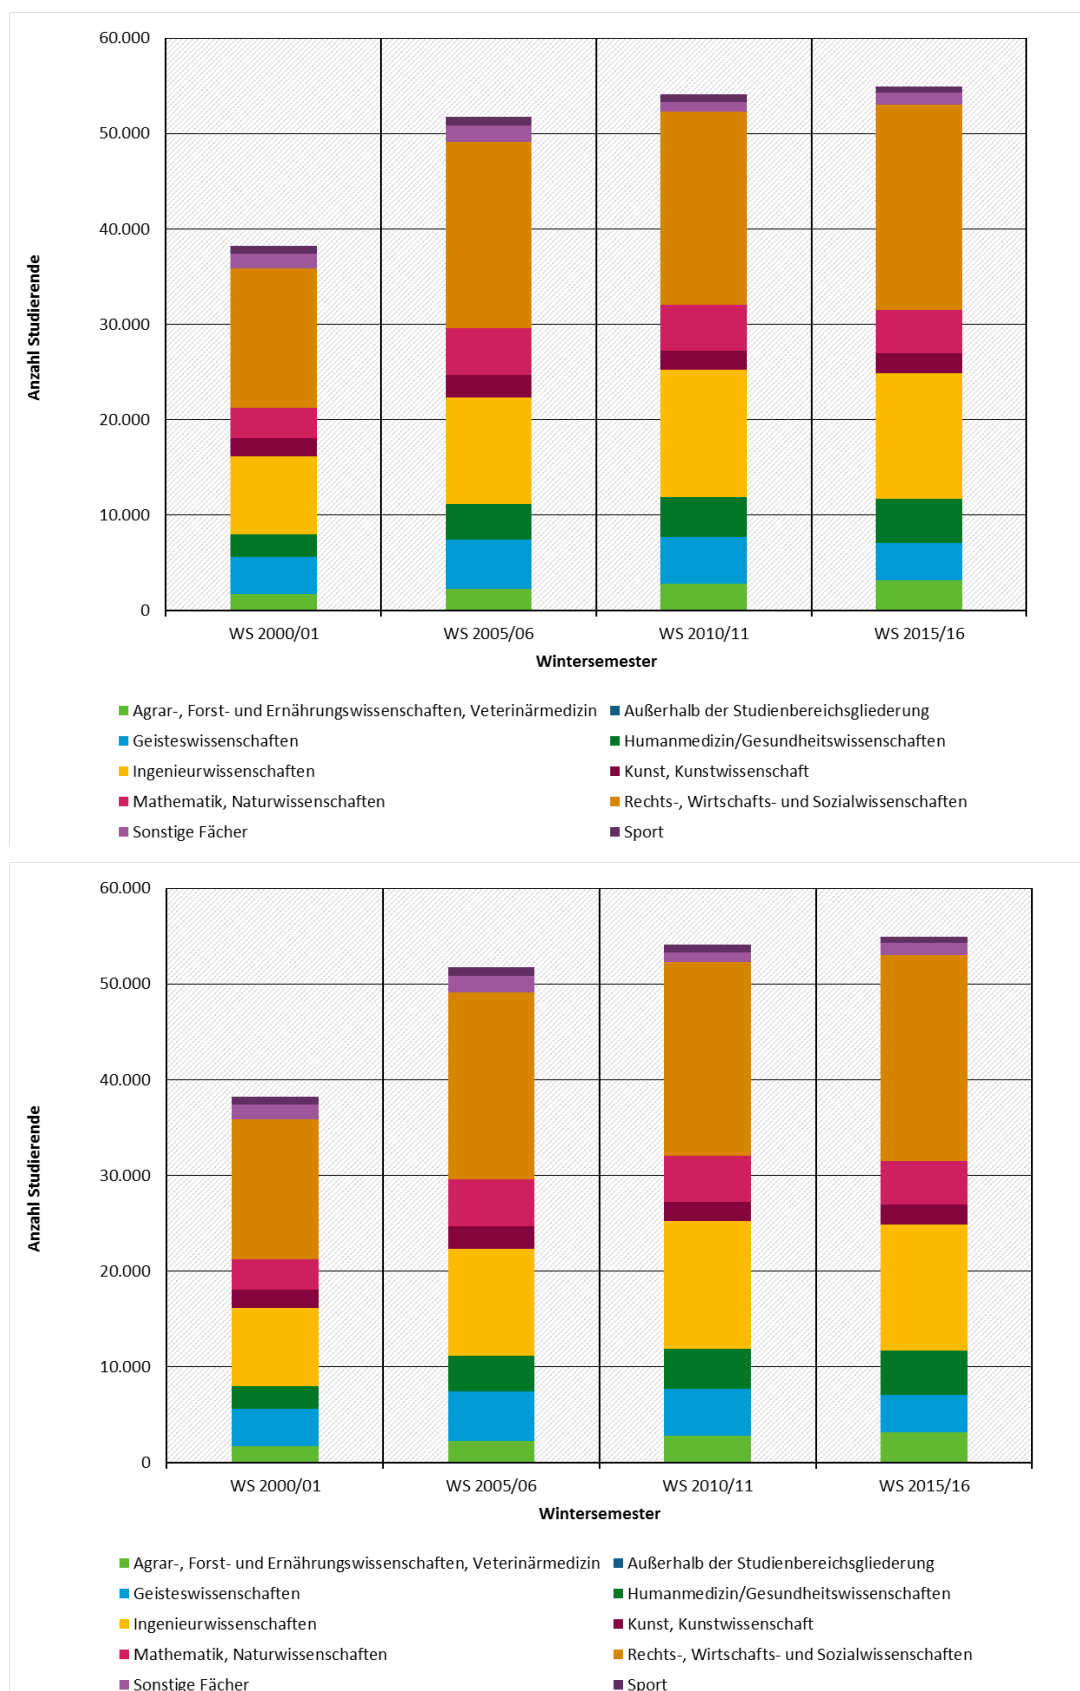 60.000
50.000
40.000
30.000
20.000
10.000
0
Anzahl Studierende
WS 2000/01 WS 2005/06 WS 2010/11 WS 2015/16
Wintersemester
Agrar-, Forst- und Ernährungswissenschaften, Veterinärmedizin Außerhalb der Studienbereichsgliederung
Geisteswissenschaften Humanmedizin/Gesundheitswissenschaften
Ingenieurwissenschaften Kunst, Kunstwissenschaft
Mathematik, Naturwissenschaften Rechts-, Wirtschafts- und Sozialwissenschaften
Sonstige Fächer Sport
60.000
50.000
40.000
30.000
20.000
10.000
0
Anzahl Studierende
WS 2000/01 WS 2005/06 WS 2010/11 WS 2015/16
Wintersemester
Agrar-, Forst- und Ernährungswissenschaften, Veterinärmedizin Außerhalb der Studienbereichsgliederung
Geisteswissenschaften Humanmedizin/Gesundheitswissenschaften
Ingenieurwissenschaften Kunst, Kunstwissenschaft
Mathematik, Naturwissenschaften Rechts-, Wirtschafts- und Sozialwissenschaften
Sonstige Fächer Sport